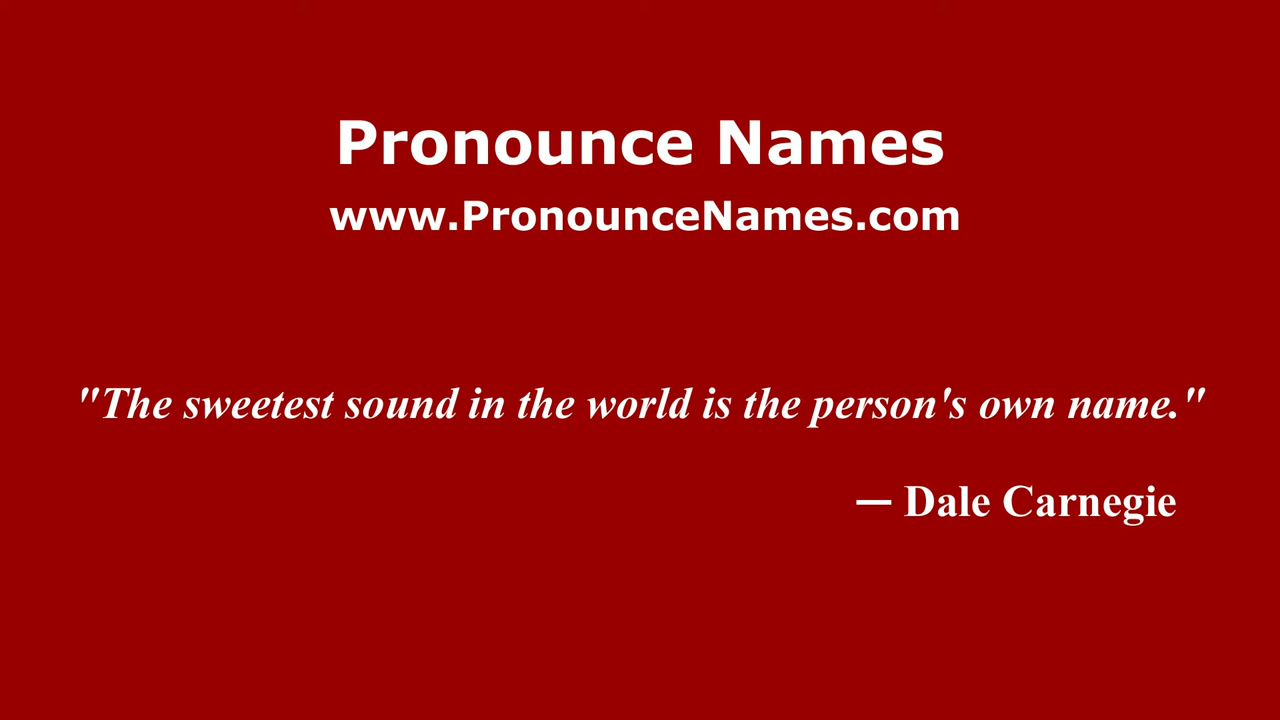 Pronounce Names
www.PronounceNames.com
"The sweetest sound in the world is the person's own name."
— Dale Carnegie